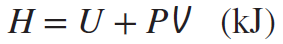 H = U + PV (kJ)